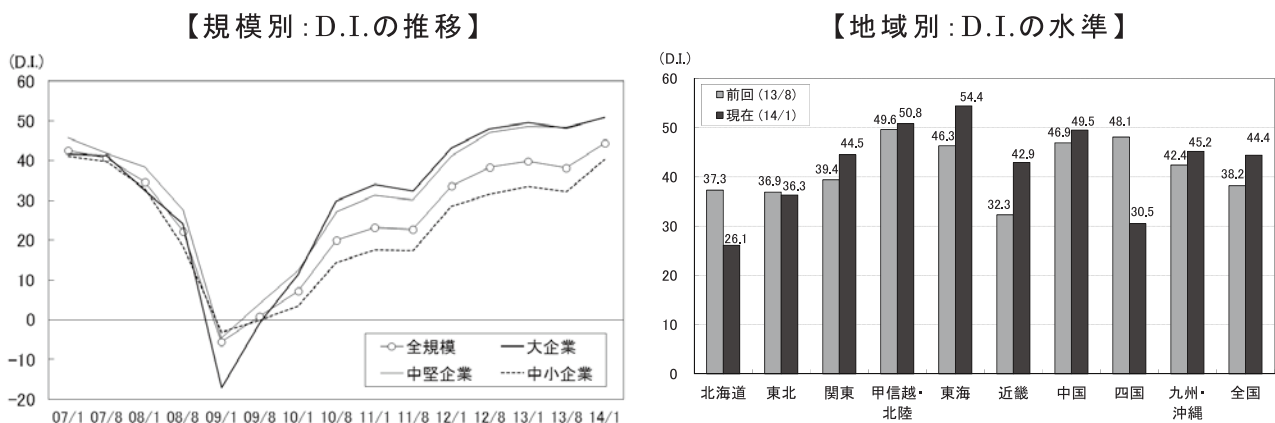 【規模別:D.I.の推移】
(D.I.)
60
50
40
30
20
10
0
-10
-20
全規模
大企業
中堅企業
中小企業
07/1 07/8 08/1 08/8 09/1 09/8 10/1 10/8 11/1 11/8 12/1 12/8 13/1 13/8 14/1
【地域別:D.I.の水準】
(D.I.)
60
50
40
30
20
10
0
前回(13/8)
現在(14/1)
37.3 26.1
36.9 36.3
39.4 44.5
49.6 50.8
46.3 54.4
32.3 42.9
46.9 49.5
48.1 30.5
42.4 45.2
38.2 44.4
北海道 東北 関東 甲信越・ 東海 近畿 中国 四国 九州・ 全国
北陸 沖縄